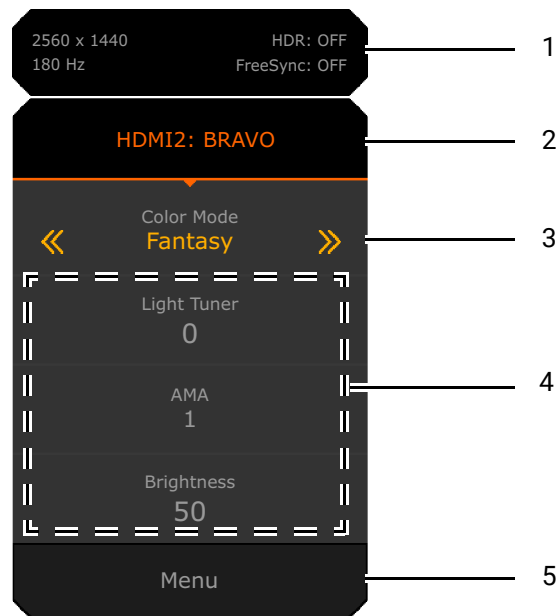 2560 x 1440 HDR: OFF
180 Hz FreeSync: OFF
1
HDMI2: BRAVO
2
Color Mode
Fantasy
3
Light Tuner
0
AMA
1
4
Brightness
50
Menu
5